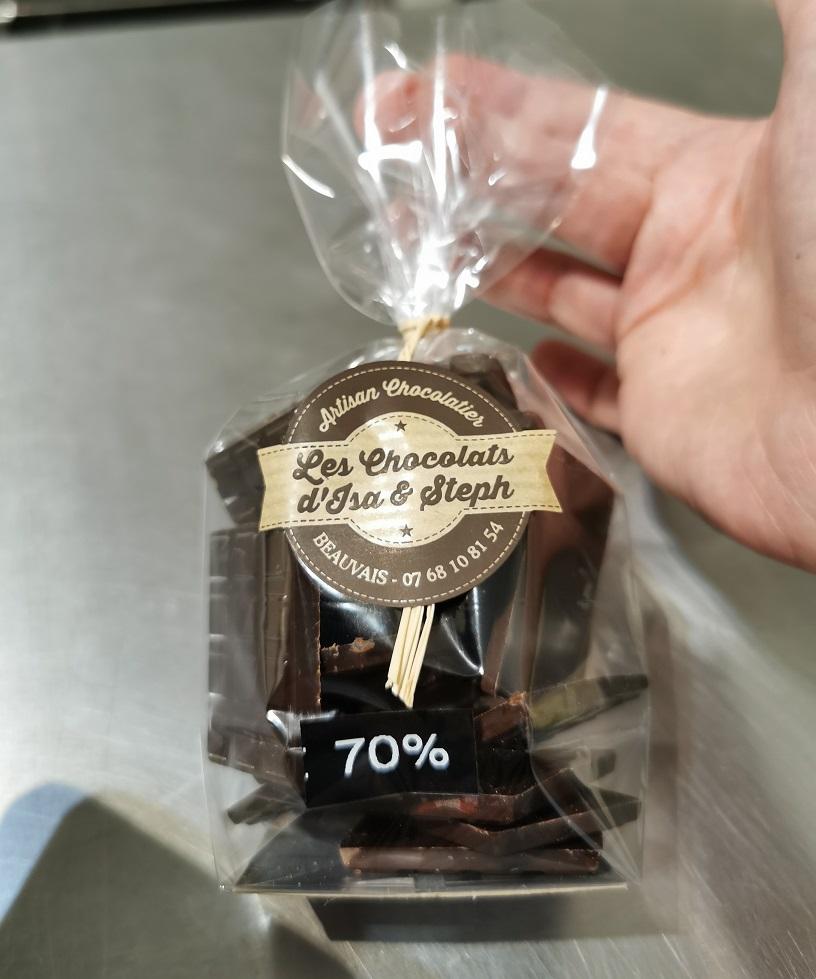 Artisan Chocolatier
Les Chocolats
d'Isa & Steph
BEAUVAIS - 07 68 10 81 54
70%